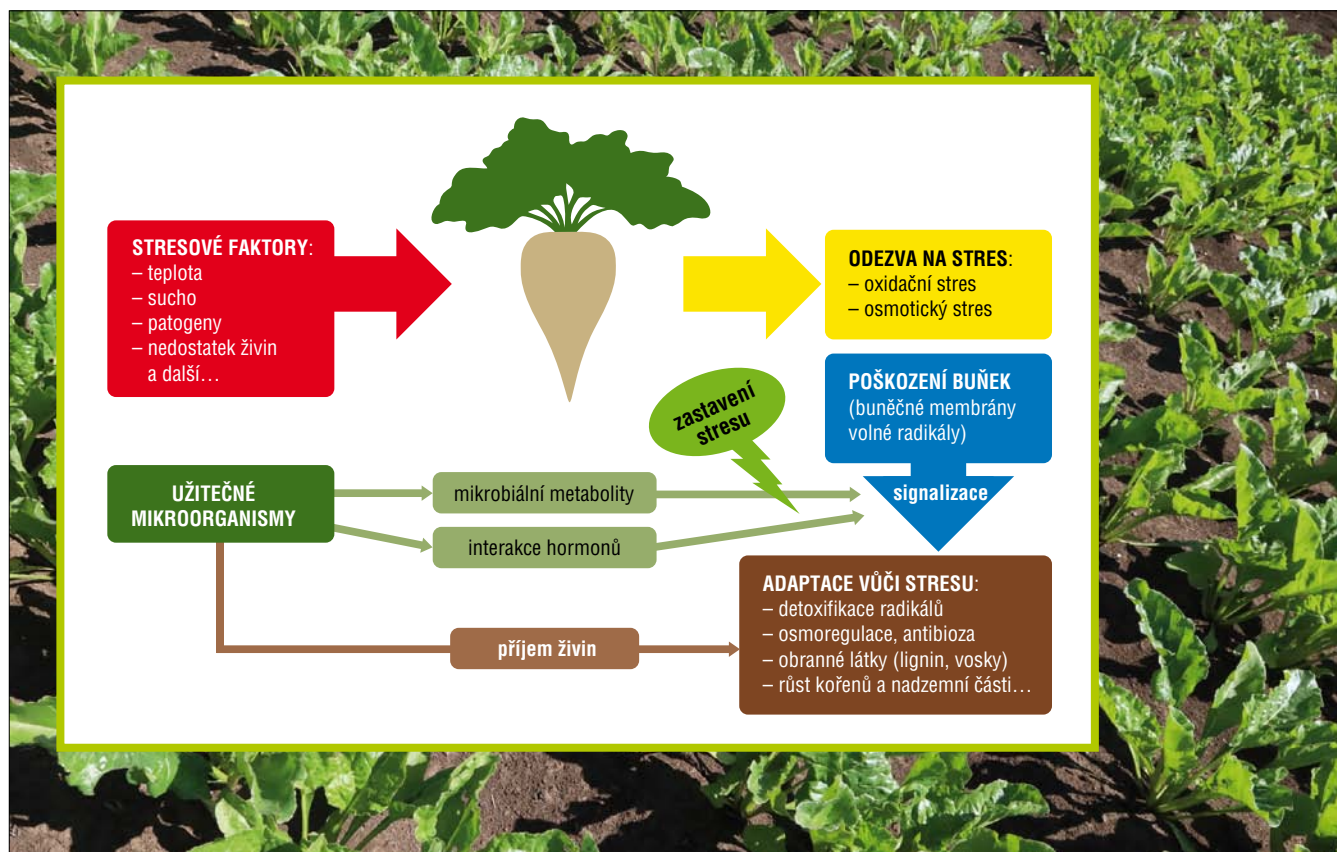 STRESOVÉ FAKTORY:
– teplota
– sucho
– patogeny
– nedostatek živin
a další…
ODEZVA NA STRES:
– oxidační stres
– osmotický stres
POŠKOZENÍ BUŇEK
(buněčné membrány
volné radikály)
signalizace
zastavení
stresu
UŽITEČNÉ
MIKROORGANISMY
mikrobiální metabolity
interakce hormonů
příjem živin
ADAPTACE VŮČI STRESU:
– detoxifikace radikálů
– osmoregulace, antibioza
– obranné látky (lignin, vosky)
– růst kořenů a nadzemní části…